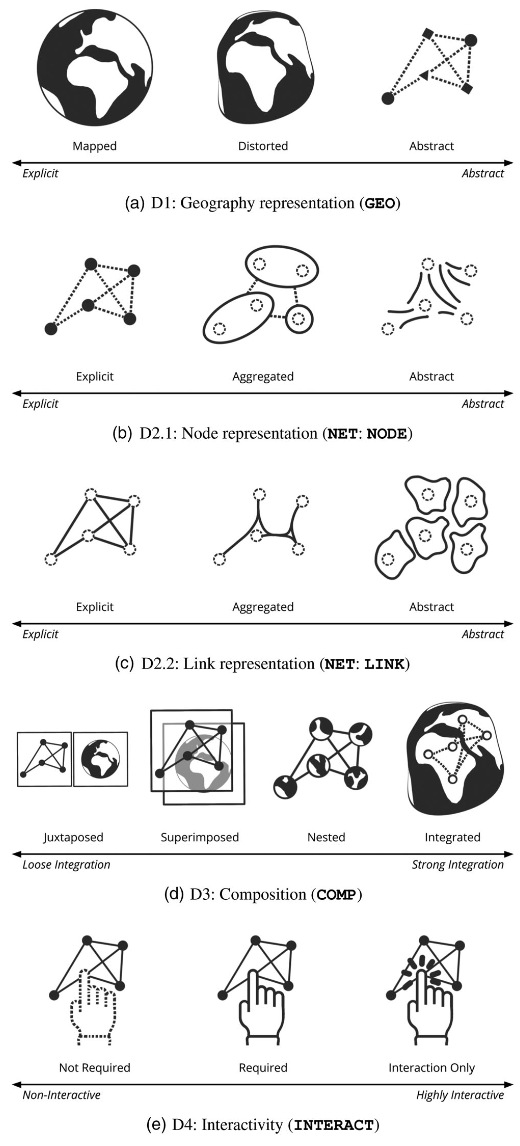 Mapped Distorted Abstract
Explicit Abstract
(a) D1: Geography representation (GEO)
Explicit Aggregated Abstract
Explicit Abstract
(b) D2.1: Node representation (NET: NODE)
Explicit Aggregated Abstract
Explicit Abstract
(c) D2.2: Link representation (NET: LINK)
Juxtaposed Superimposed Nested Integrated
Loose Integration Strong Integration
(d) D3: Composition (COMP)
Not Required Required Interaction Only
Non-Interactive Highly Interactive
(e) D4: Interactivity (INTERACT)